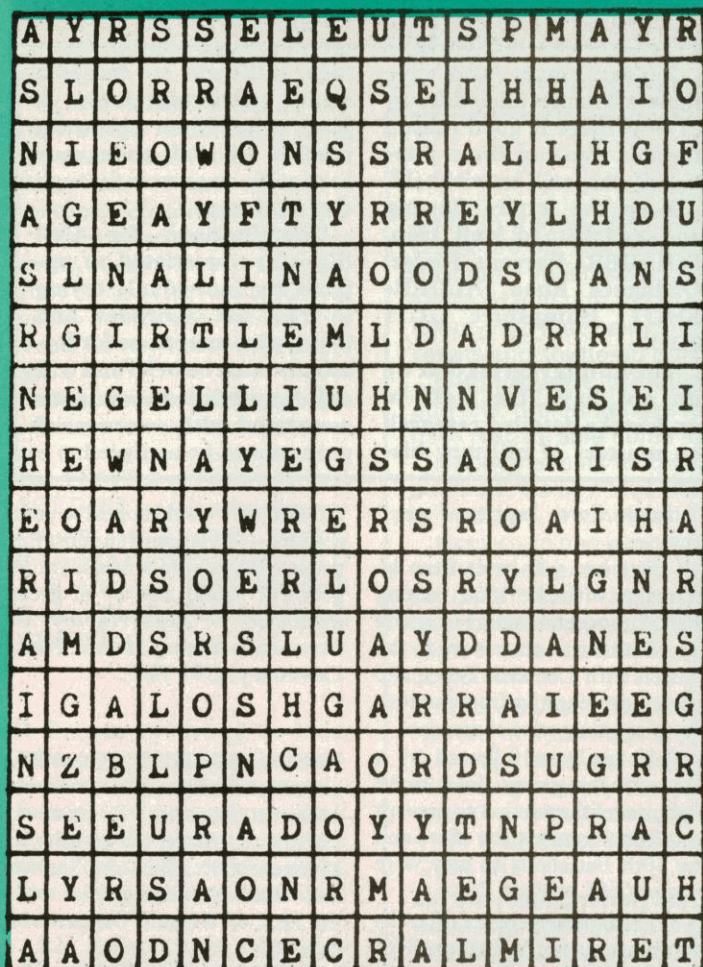 A Y R S S E L E U T S P M A Y R
S L O R R A E Q S E I H H A I O
N I E O W O N S S R A L L H G F
A G E A Y F T Y R R E Y L H D U
S L N A L I N A O O D S O A N S
R G I R T L E M L D A D R R L I
N E G E L L I U H N N V E S E I
H E W N A Y E G S S A O R I S R
E O A R Y W R E R S R O A I H A
R I D S O E R L O S R Y L G N R
A M D S R S L U A Y D D A N E S
I G A L O S H G A R R A I E E G
N Z B L P N C A O R D S U G R R
S E E U R A D O Y Y T N P R A C
L Y R S A O N R M A E G E A U H
A A O D N C E C R A L M I R E T